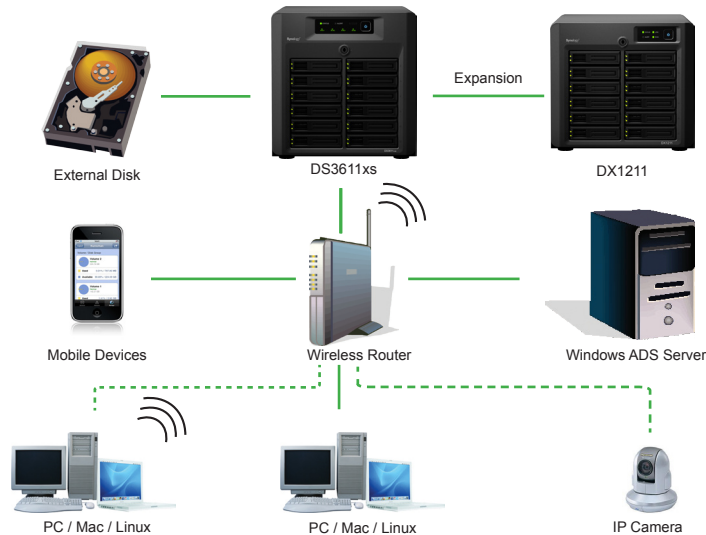 Expansion
External Disk
DS3611xs
DX1211
Mobile Devices
Wireless Router
Windows ADS Server
PC / Mac / Linux
PC / Mac / Linux
IP Camera